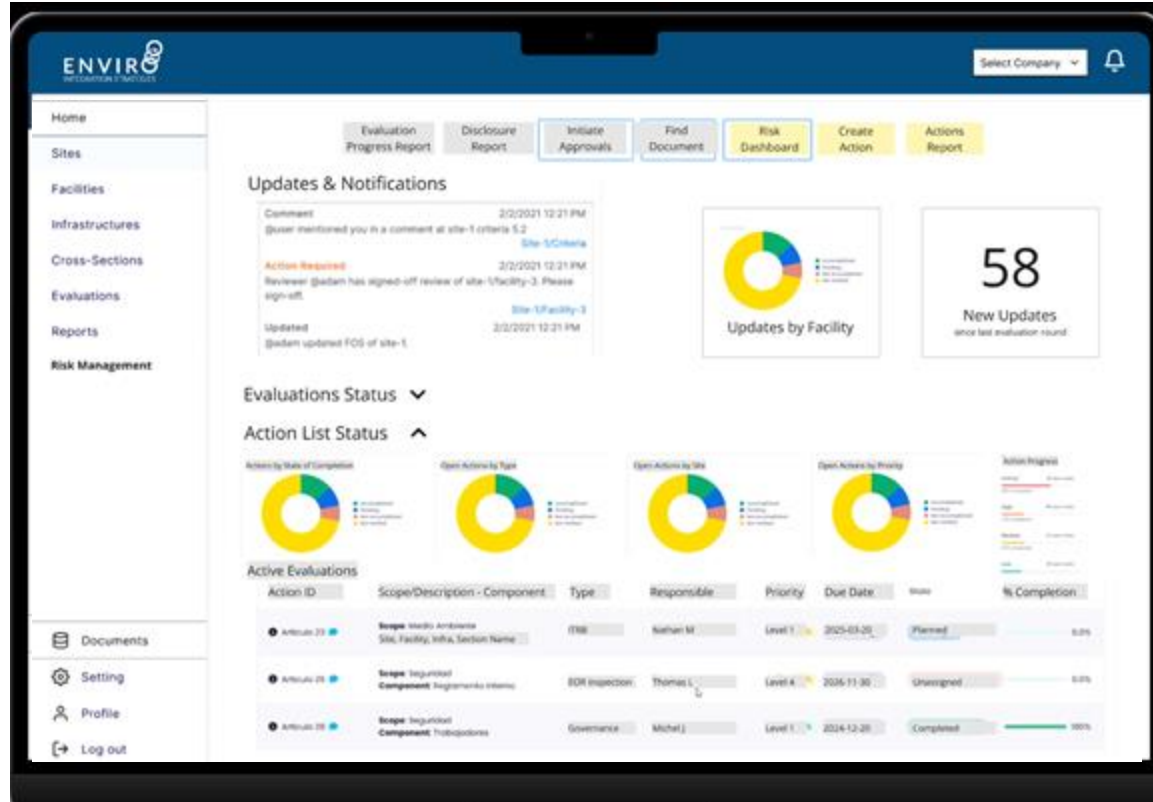 ENVIRO
Select Company
Home
Sites
Facilities
Infrastructures
Cross-Sections
Evaluations
Reports
Risk Management
Documents
Setting
Profile
Log out
Evaluation Progress Report
Disclosure Report
Initiate Approvals
Find Document
Risk Dashboard
Create Action
Actions Report
Updates & Notifications
Comment 2/2/2021 12:21 PM
@user mentioned you in a comment at site-1 criteria 5.2
Site-1/Criteria
Action Required 2/2/2021 12:21 PM
Reviewer @adam has signed-off review of site-1/facility-3. Please
sign-off.
Site-1/Facility-3
Updated 2/2/2021 12:21 PM
@adam updated FOS of site-1.
Updates by Facility
58
New Updates
since last evaluation round
Evaluations Status
Action List Status
Actions by State of Completion
Open Actions by Type
Open Actions by Site
Open Actions by Priority
Action Progress
Active Evaluations
Action ID Scope/Description - Component Type Responsible Priority Due Date State % Completion
Articulo 23 Scope: Medio Ambiente ITRB Nathan M Level 1 2025-03-20 Planned 0.0%
Site, Facility, Infra, Section Name
Scope: Seguridad EOR Inspection Thomas L Level 4 2026-11-30 Unassigned 0.0%
Component: Reglamento interno
Scope: Seguridad Governance Michel J Level 1 2024-12-20 Completed 100%
Component: Trabajadores